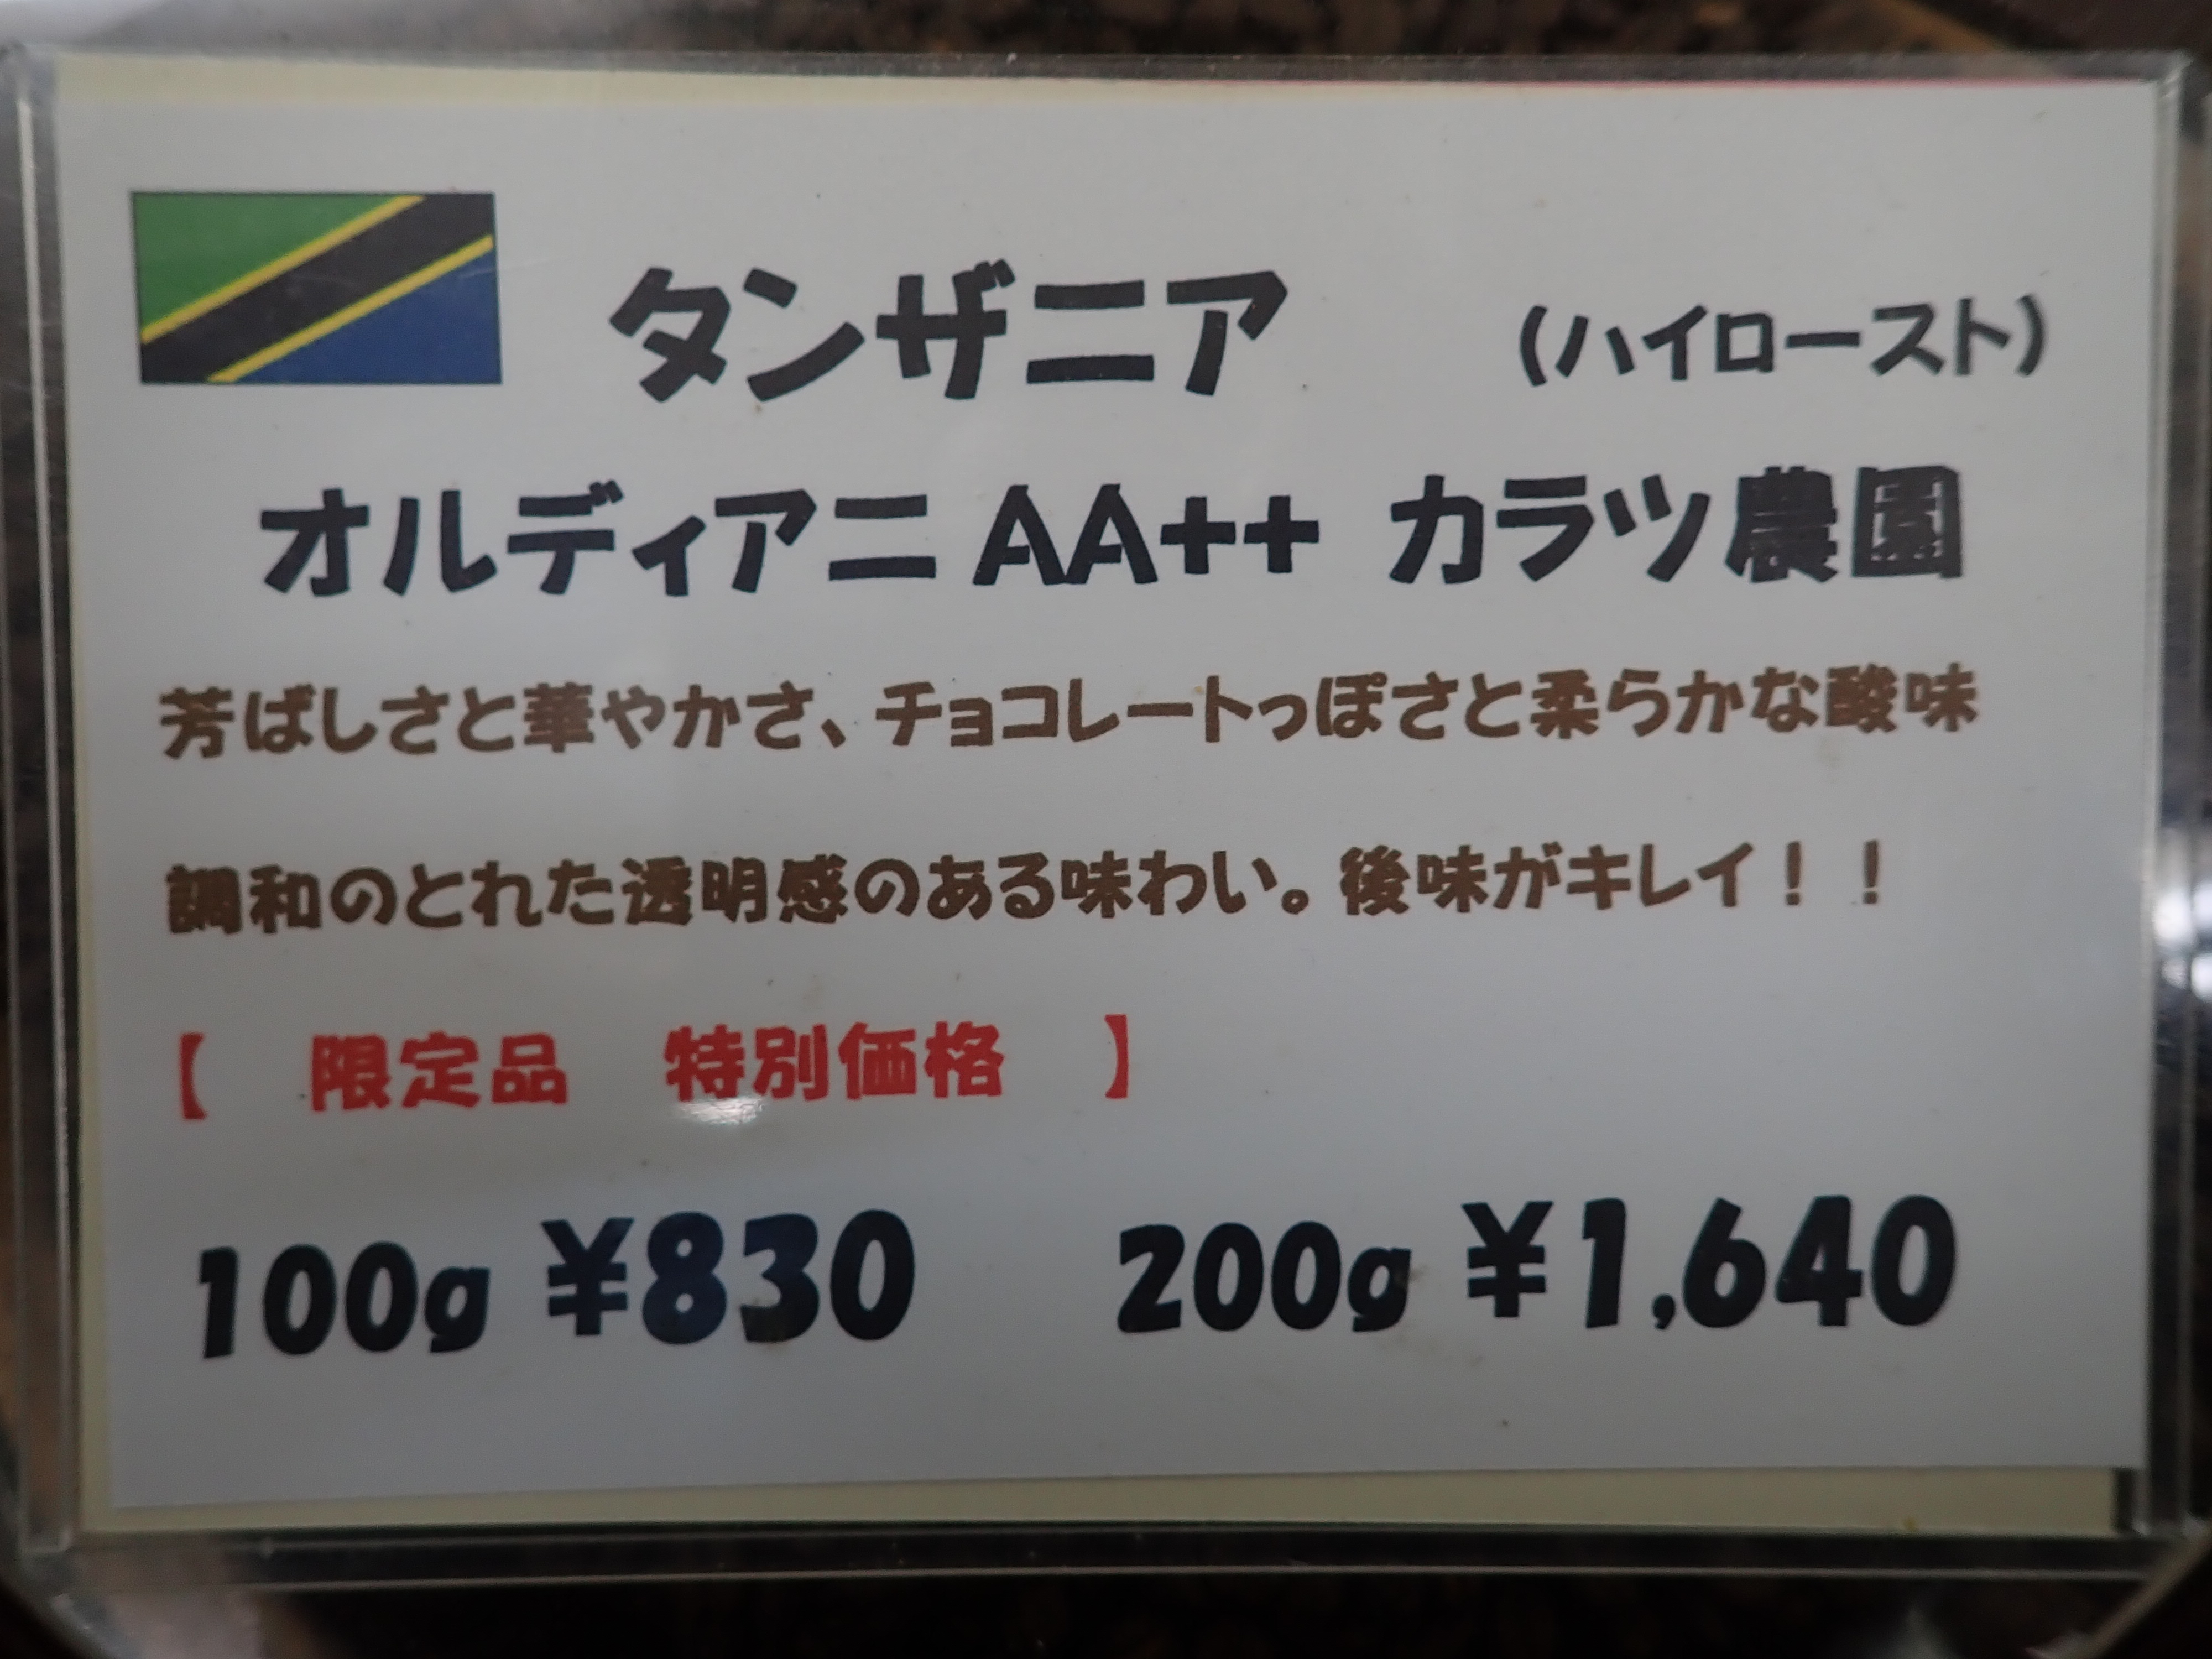 タンザニア （ハイロースト）
オルディアニ AA++ カラツ農園
芳ばしさと華やかさ、チョコレートっぽさと柔らかな酸味
調和のとれた透明感のある味わい。後味がキレイ！！
【 限定品 特別価格 】
100g ¥830 200g ¥1,640